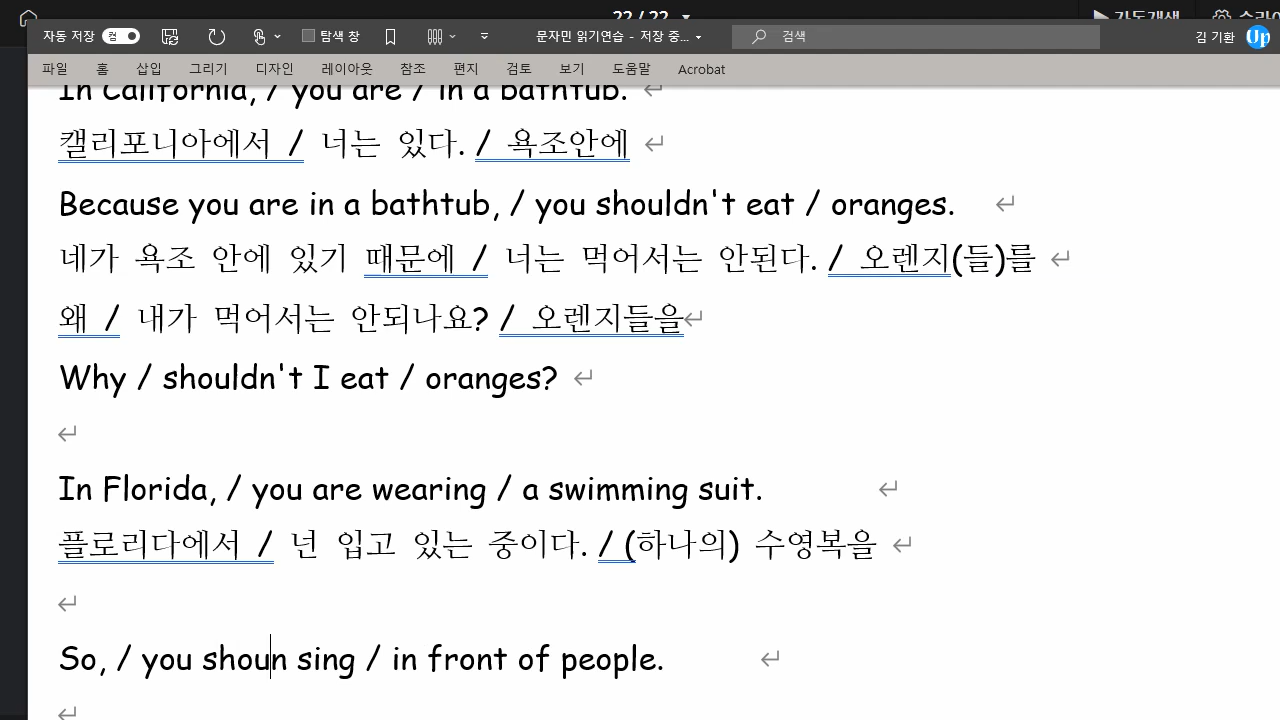 22 / 22
자동 저장 컴 탐색 창 문자민 읽기연습 - 저장 중... 검색 김 기환 Up
파일 홈 삽입 그리기 디자인 레이아웃 참조 편지 검토 보기 도움말 Acrobat
In California, / you are / in a bathtub.
캘리포니아에서 / 너는 있다. / 욕조안에
Because you are in a bathtub, / you shouldn't eat / oranges.
네가 욕조 안에 있기 때문에 / 너는 먹어서는 안된다. / 오렌지(들)를
왜 / 내가 먹어서는 안되나요? / 오렌지들을
Why / shouldn't I eat / oranges?
In Florida, / you are wearing / a swimming suit.
플로리다에서 / 넌 입고 있는 중이다. / (하나의) 수영복을
So, / you shoun sing / in front of people.